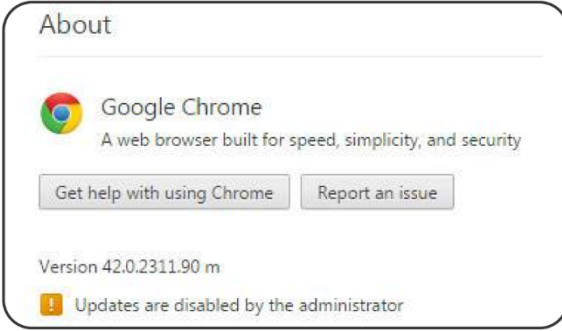 About
Google Chrome
A web browser built for speed, simplicity, and security
Get help with using Chrome Report an issue
Version 42.0.2311.90 m
Updates are disabled by the administrator